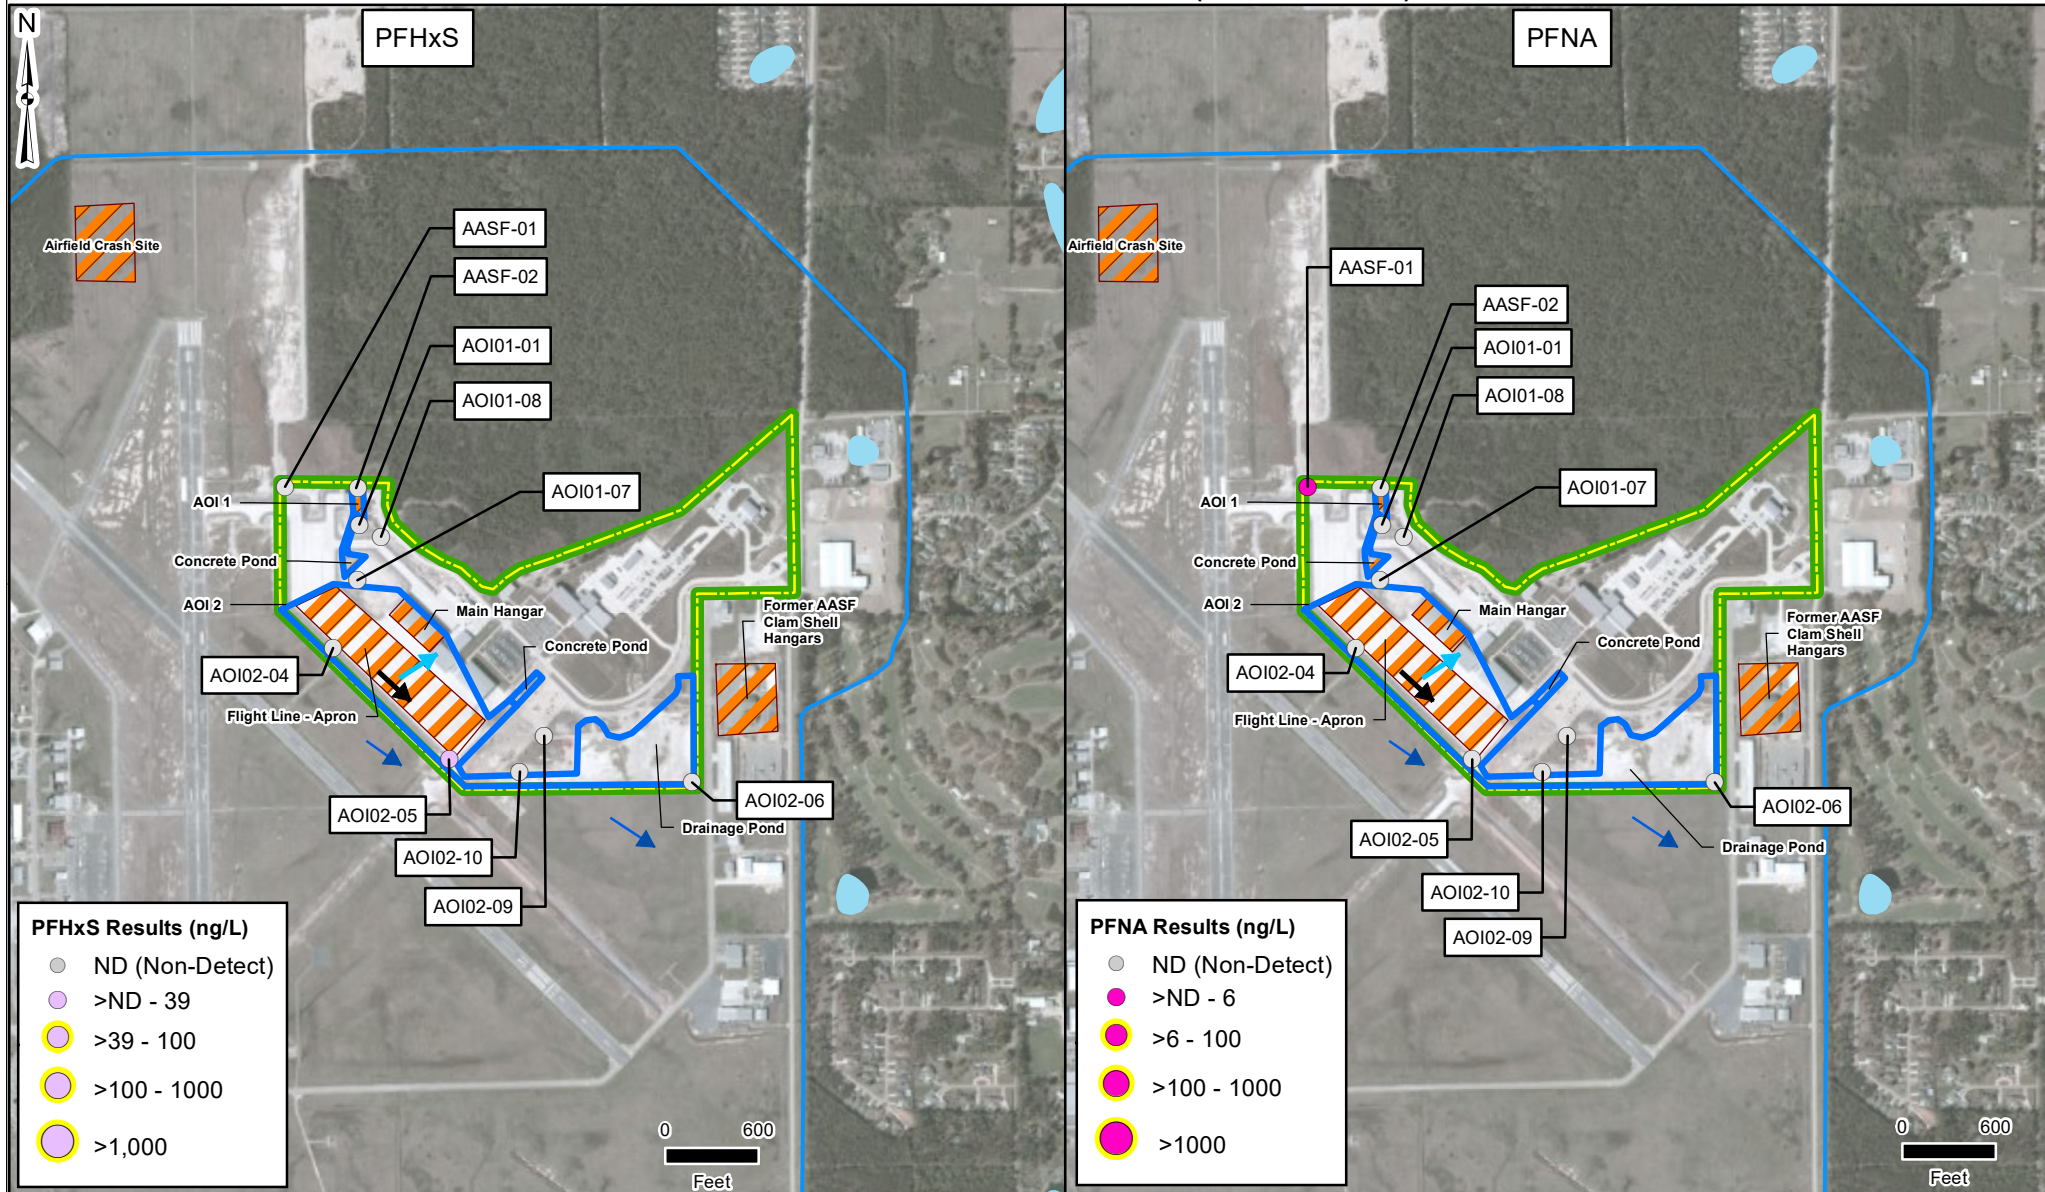 N
PFHxS
Airfield Crash Site
AASF-01
AASF-02
AOI01-01
AOI01-08
AOI01-07
AOI 1
Concrete Pond
AOI 2
Main Hangar
Former AASF
Clam Shell
Hangars
Concrete Pond
AOI02-04
Flight Line - Apron
AOI02-05
AOI02-06
Drainage Pond
AOI02-10
AOI02-09
PFHxS Results (ng/L)
ND (Non-Detect)
>ND - 39
>39 - 100
>100 - 1000
>1,000
0 600
Feet
PFNA
Airfield Crash Site
AASF-01
AASF-02
AOI01-01
AOI01-08
AOI01-07
AOI 1
Concrete Pond
AOI 2
Main Hangar
Former AASF
Clam Shell
Hangars
Concrete Pond
AOI02-04
Flight Line - Apron
AOI02-05
AOI02-06
Drainage Pond
AOI02-10
AOI02-09
PFNA Results (ng/L)
ND (Non-Detect)
>ND - 6
>6 - 100
>100 - 1000
>1000
0 600
Feet